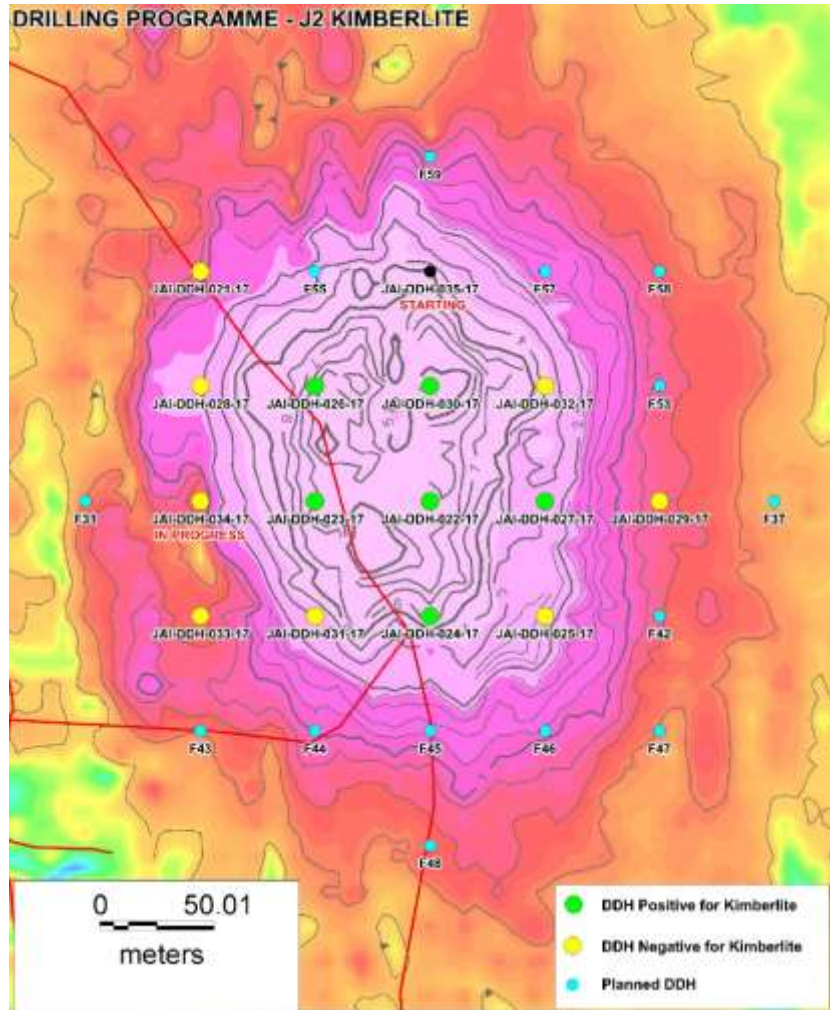 DRILLING PROGRAMME - J2 KIMBERLITE
F59
JAI-DDH-021-17
F55
JAI-DDH-035-17
STARTING
F57
F58
JAI-DDH-028-17
JAI-DDH-026-17
JAI-DDH-030-17
JAI-DDH-032-17
F53
F31
JAI-DDH-034-17
IN PROGRESS
JAI-DDH-023-17
JAI-DDH-022-17
JAI-DDH-027-17
JAI-DDH-029-17
F37
JAI-DDH-033-17
JAI-DDH-031-17
JAI-DDH-024-17
JAI-DDH-025-17
F42
F43
F44
F45
F46
F47
F48
0 50.01
meters
DDH Positive for Kimberlite
DDH Negative for Kimberlite
Planned DDH